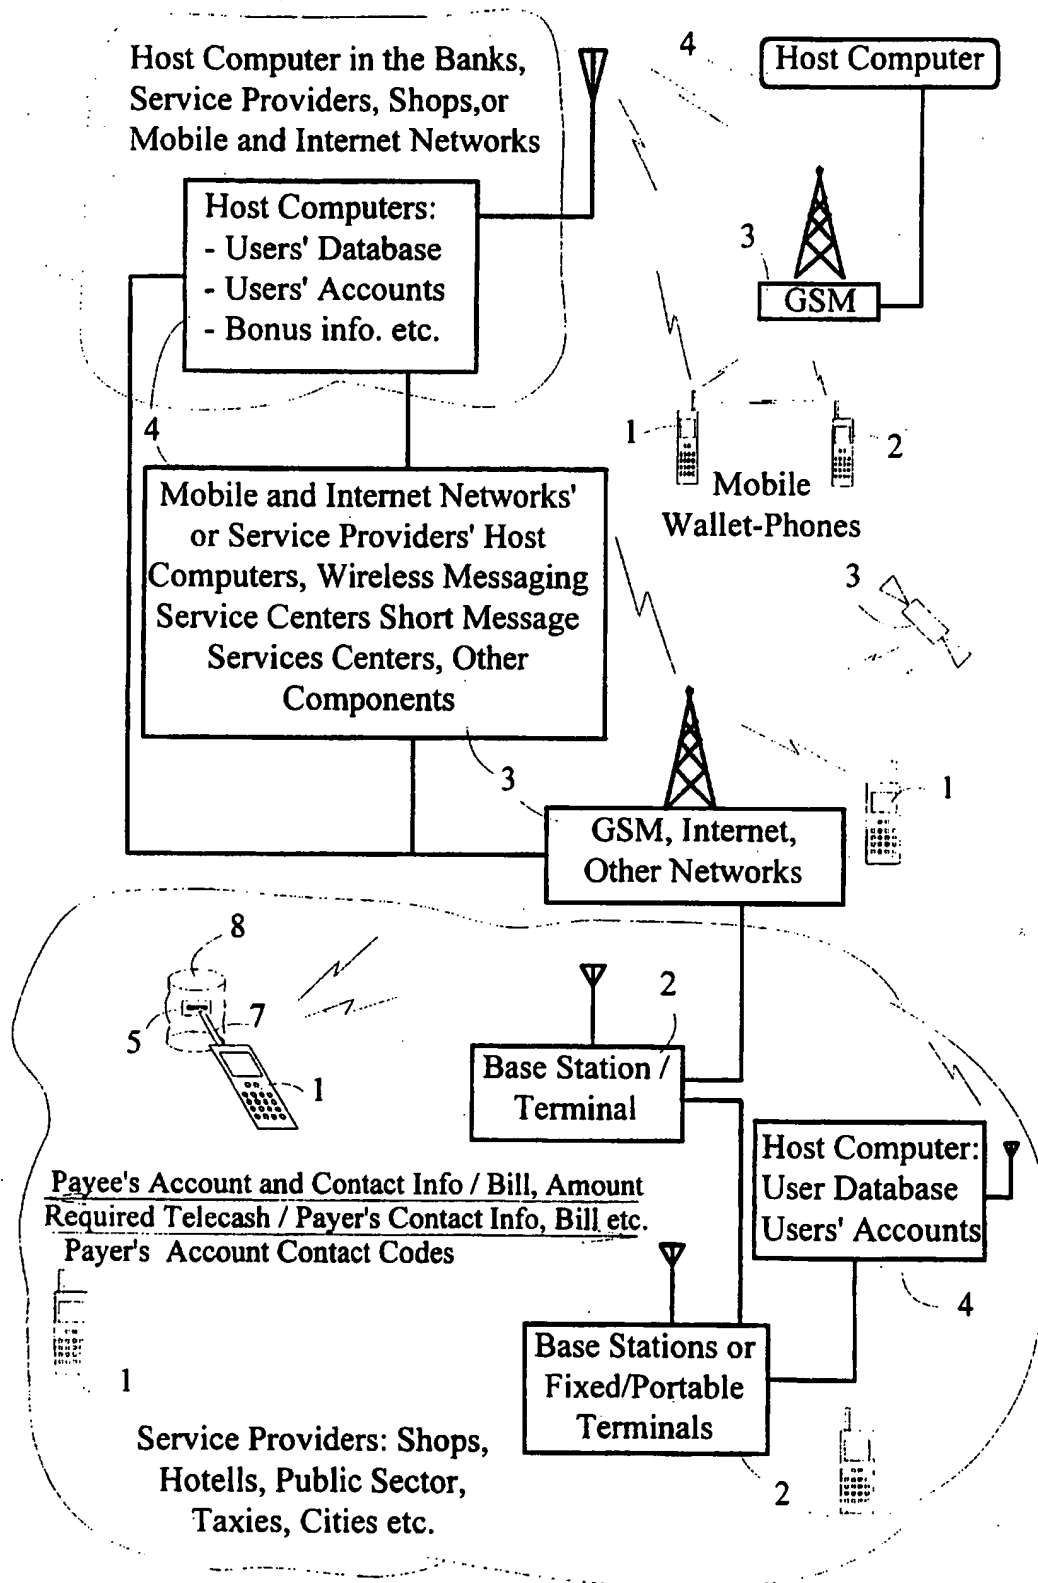 Host Computer in the Banks,
Service Providers, Shops,or
Mobile and Internet Networks
4
Host Computer
Host Computers:
- Users' Database
- Users' Accounts
- Bonus info. etc.
3
GSM
4
1
2
Mobile
Wallet-Phones
Mobile and Internet Networks'
or Service Providers' Host
Computers, Wireless Messaging
Service Centers Short Message
Services Centers, Other
Components
3
3
1
GSM, Internet,
Other Networks
8
5
7
1
2
Base Station /
Terminal
Host Computer:
User Database
Users' Accounts
4
Payee's Account and Contact Info / Bill, Amount
Required Telecash / Payer's Contact Info, Bill etc.
Payer's Account Contact Codes
1
Base Stations or
Fixed/Portable
Terminals
2
Service Providers: Shops,
Hotells, Public Sector,
Taxies, Cities etc.